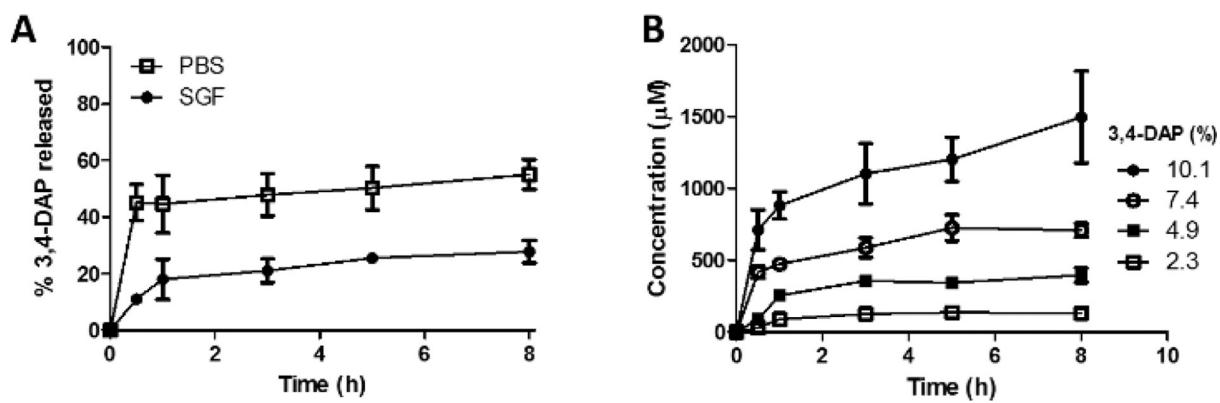 A
% 3,4-DAP released
100
80
60
40
20
0
PBS
SGF
0 2 4 6 8
Time (h)
B
Concentration (µM)
2000
1500
1000
500
0
0 2 4 6 8 10
Time (h)
3,4-DAP (%)
10.1
7.4
4.9
2.3